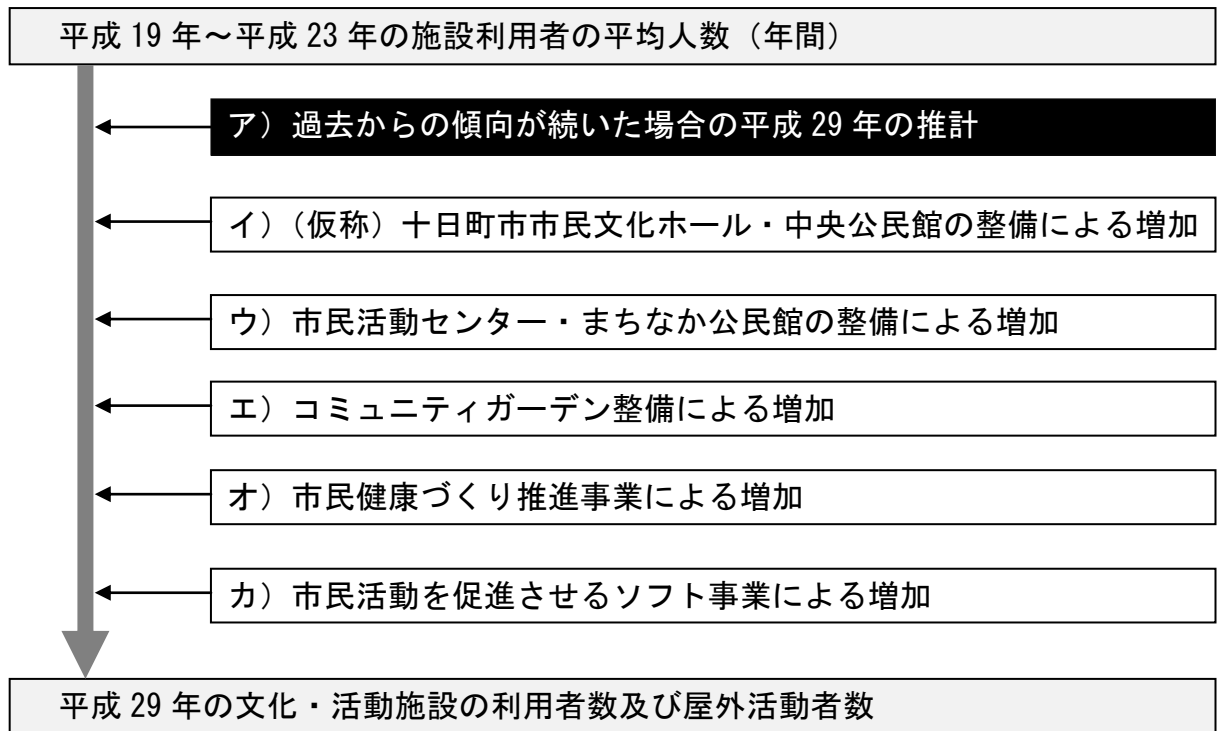 平成 19 年～平成 23 年の施設利用者の平均人数（年間）
ア）過去からの傾向が続いた場合の平成 29 年の推計
イ）（仮称）十日町市市民文化ホール・中央公民館の整備による増加
ウ）市民活動センター・まちなか公民館の整備による増加
エ）コミュニティガーデン整備による増加
オ）市民健康づくり推進事業による増加
カ）市民活動を促進させるソフト事業による増加
平成 29 年の文化・活動施設の利用者数及び屋外活動者数